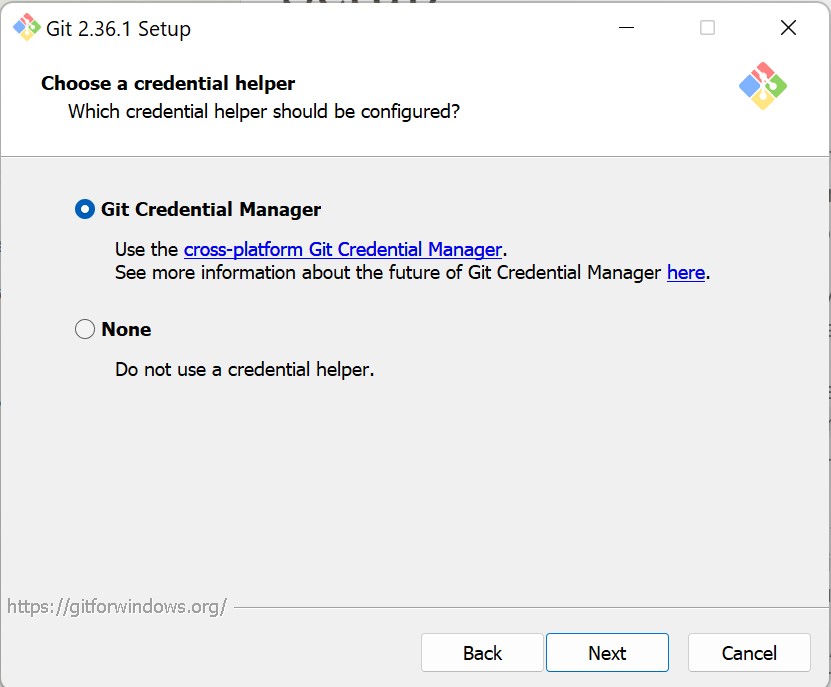 Git 2.36.1 Setup
Choose a credential helper
Which credential helper should be configured?
Git Credential Manager
Use the cross-platform Git Credential Manager.
See more information about the future of Git Credential Manager here.
None
Do not use a credential helper.
https://gitforwindows.org/
Back Next Cancel